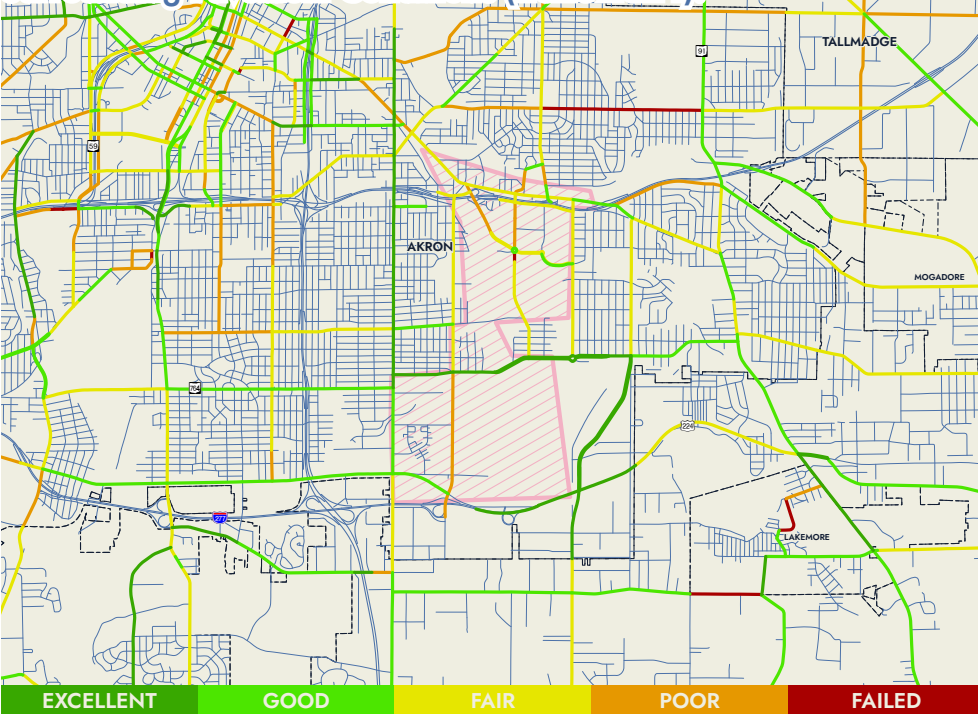 91
TALLMADGE
59
AKRON
MOGADORE
764
224
277
LAKEMORE
EXCELLENT GOOD FAIR POOR FAILED